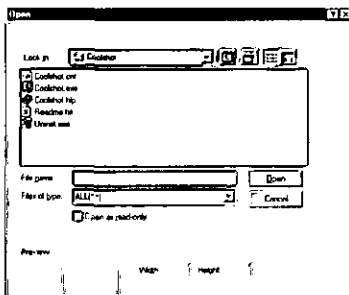 Open
Look in: Coolshot
Coolshot.cnt
Coolshot.exe
Coolshot.hlp
Readme.txt
Uninst.exe
File name: Open
Files of type: ALL(*.*) Cancel
Open as read-only
Preview
Width Height